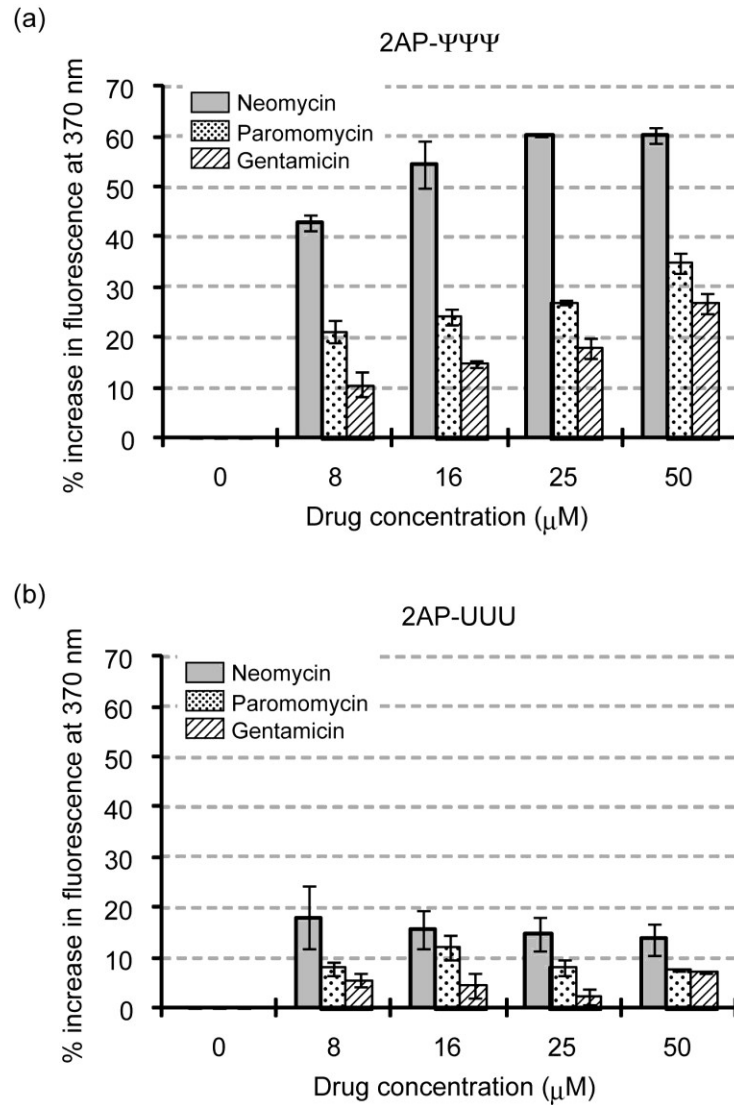 (a)
2AP-ΨΨΨ
% increase in fluorescence at 370 nm
70
60
50
40
30
20
10
0
Neomycin
Paromomycin
Gentamicin
0 8 16 25 50
Drug concentration (μM)
(b)
2AP-UUU
% increase in fluorescence at 370 nm
70
60
50
40
30
20
10
0
Neomycin
Paromomycin
Gentamicin
0 8 16 25 50
Drug concentration (μM)